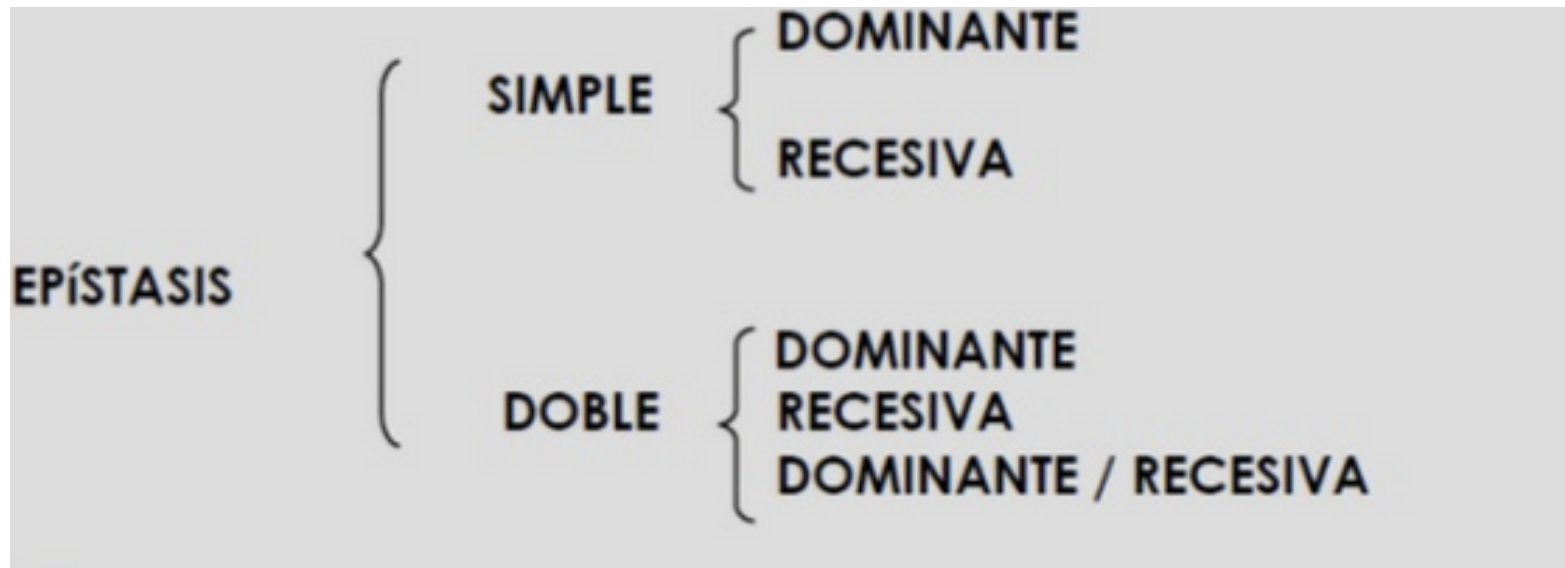 EPíSTASIS
SIMPLE
DOMINANTE
RECESIVA
DOBLE
DOMINANTE
RECESIVA
DOMINANTE / RECESIVA